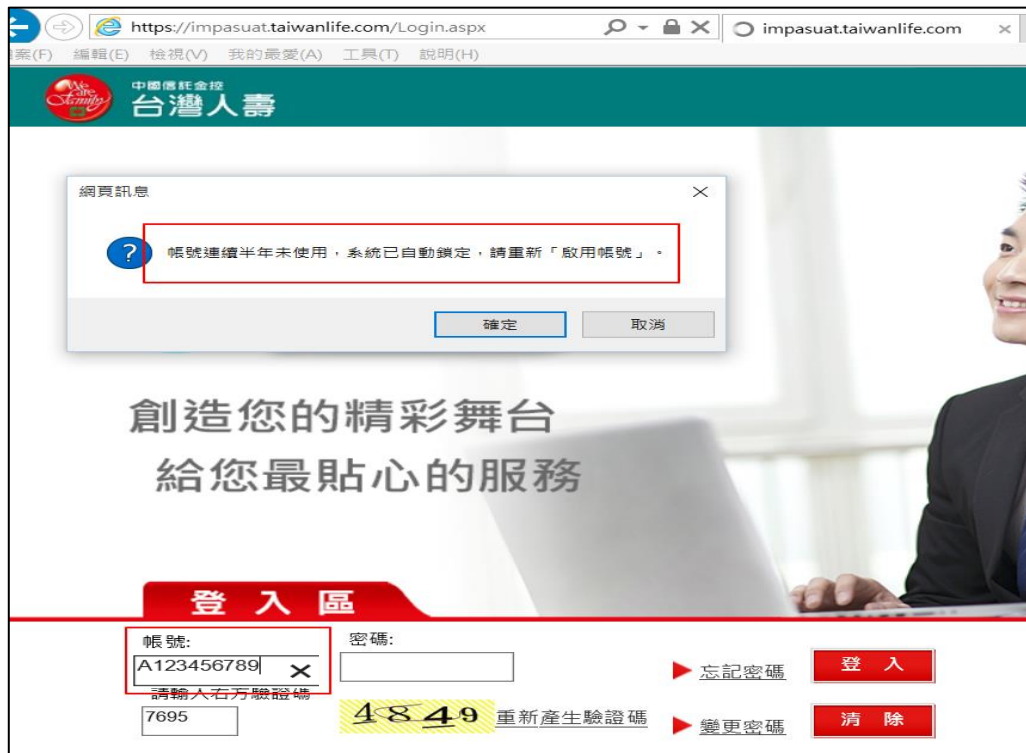 https://impasuat.taiwanlife.com/Login.aspx
impasuat.taiwanlife.com
案(F) 編輯(E) 檢視(V) 我的最愛(A) 工具(T) 說明(H)
We are Family
中國信託金控
台灣人壽
網頁訊息
帳號連續半年未使用，系統已自動鎖定，請重新「啟用帳號」。
確定 取消
創造您的精彩舞台
給您最貼心的服務
登入區
帳號: 密碼:
A123456789
忘記密碼 登 入
請輸入右方驗證碼
7695 4849 重新產生驗證碼 變更密碼 清 除